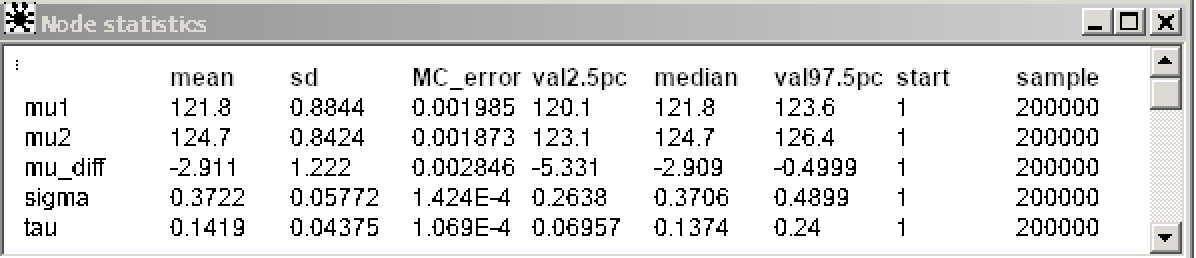 Node statistics
mean sd MC_error val2.5pc median val97.5pc start sample
mu1 121.8 0.8844 0.001985 120.1 121.8 123.6 1 200000
mu2 124.7 0.8424 0.001873 123.1 124.7 126.4 1 200000
mu_diff -2.911 1.222 0.002846 -5.331 -2.909 -0.4999 1 200000
sigma 0.3722 0.05772 1.424E-4 0.2638 0.3706 0.4899 1 200000
tau 0.1419 0.04375 1.069E-4 0.06957 0.1374 0.24 1 200000